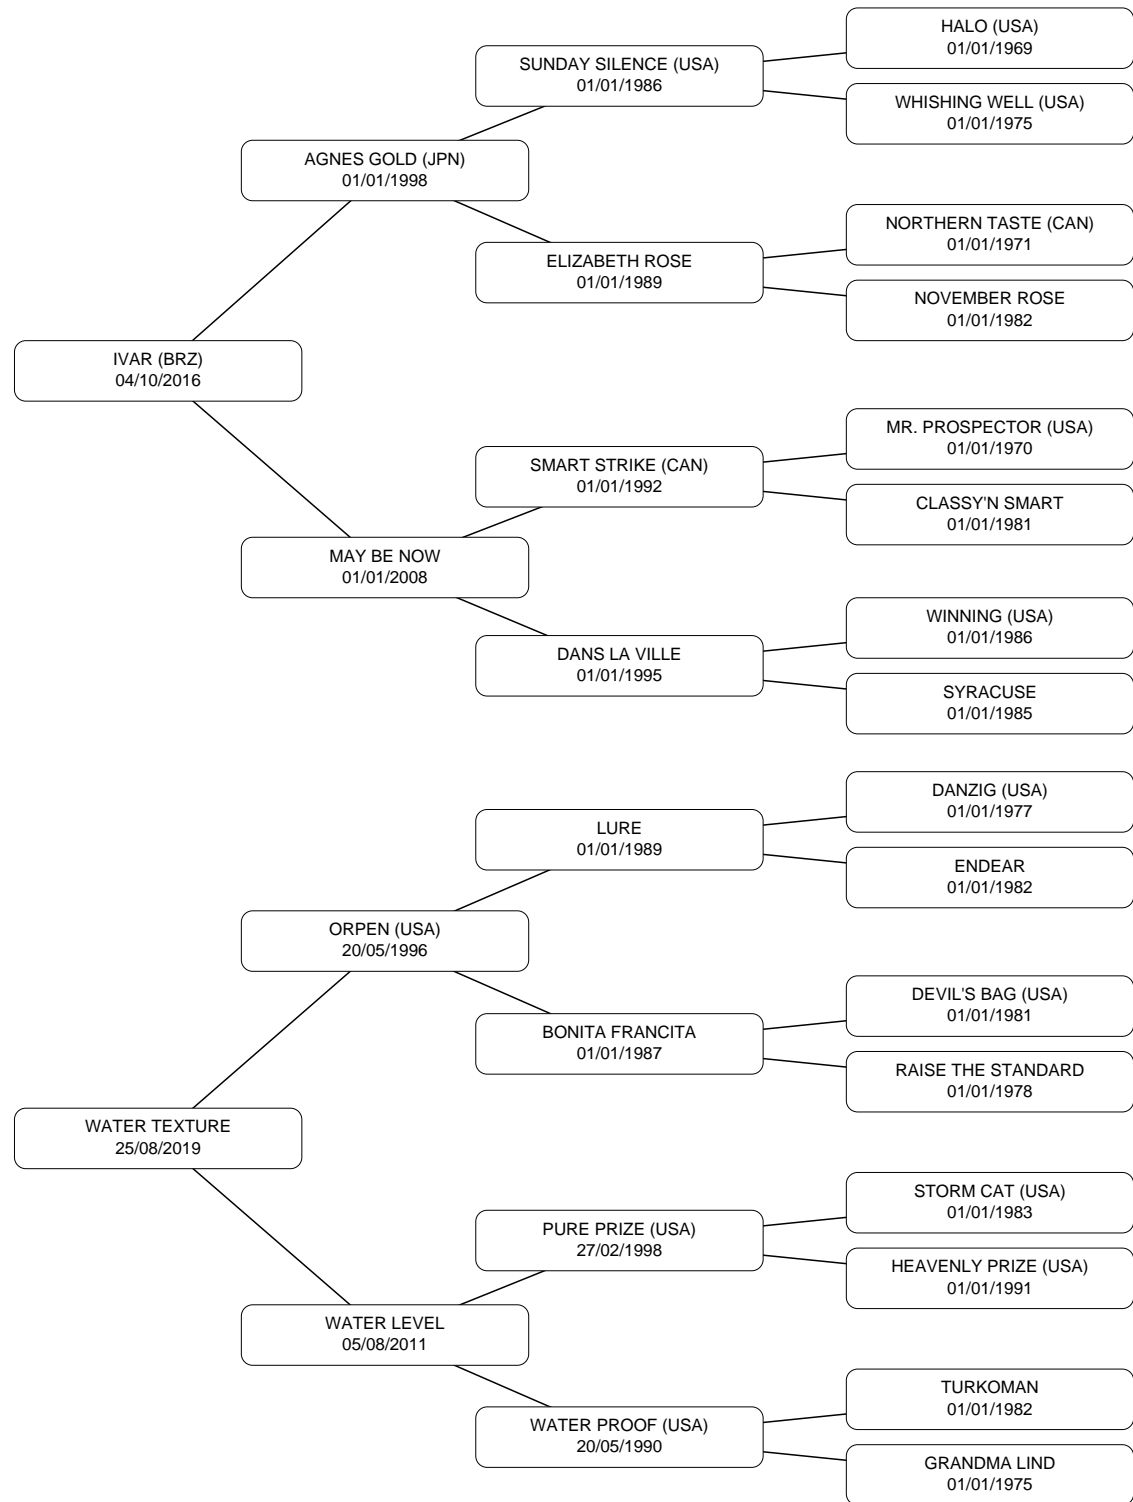 HALO (USA)
01/01/1969
SUNDAY SILENCE (USA)
01/01/1986
WHISHING WELL (USA)
01/01/1975
AGNES GOLD (JPN)
01/01/1998
NORTHERN TASTE (CAN)
01/01/1971
ELIZABETH ROSE
01/01/1989
NOVEMBER ROSE
01/01/1982
IVAR (BRZ)
04/10/2016
MR. PROSPECTOR (USA)
01/01/1970
SMART STRIKE (CAN)
01/01/1992
CLASSY'N SMART
01/01/1981
MAY BE NOW
01/01/2008
WINNING (USA)
01/01/1986
DANS LA VILLE
01/01/1995
SYRACUSE
01/01/1985
DANZIG (USA)
01/01/1977
LURE
01/01/1989
ENDEAR
01/01/1982
ORPEN (USA)
20/05/1996
DEVIL'S BAG (USA)
01/01/1981
BONITA FRANCITA
01/01/1987
RAISE THE STANDARD
01/01/1978
WATER TEXTURE
25/08/2019
STORM CAT (USA)
01/01/1983
PURE PRIZE (USA)
27/02/1998
HEAVENLY PRIZE (USA)
01/01/1991
WATER LEVEL
05/08/2011
TURKOMAN
01/01/1982
WATER PROOF (USA)
20/05/1990
GRANDMA LIND
01/01/1975